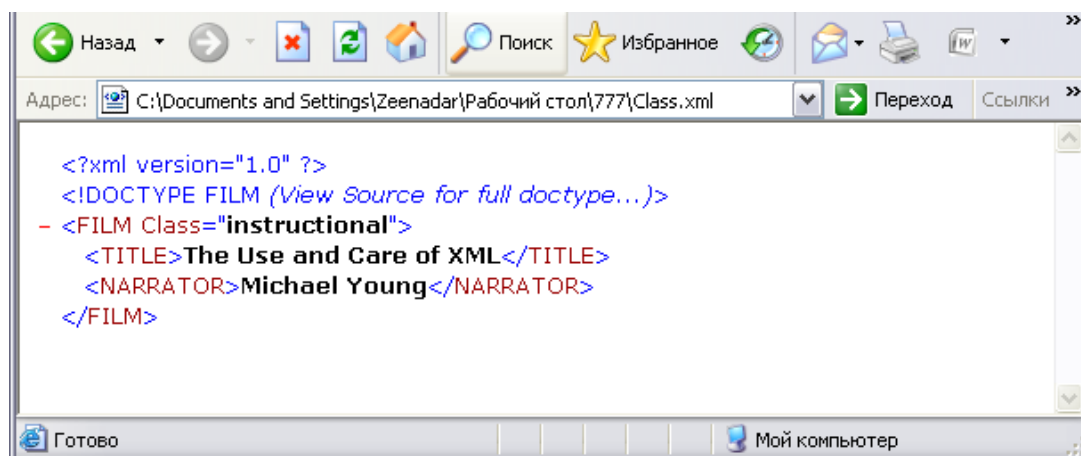 Назад Поиск Избранное »
Адрес: C:\Documents and Settings\Zeenadar\Рабочий стол\777\Class.xml Переход Ссылки »
<?xml version="1.0" ?>
<!DOCTYPE FILM (View Source for full doctype...)>
– <FILM Class="instructional">
<TITLE>The Use and Care of XML</TITLE>
<NARRATOR>Michael Young</NARRATOR>
</FILM>
Готово Мой компьютер